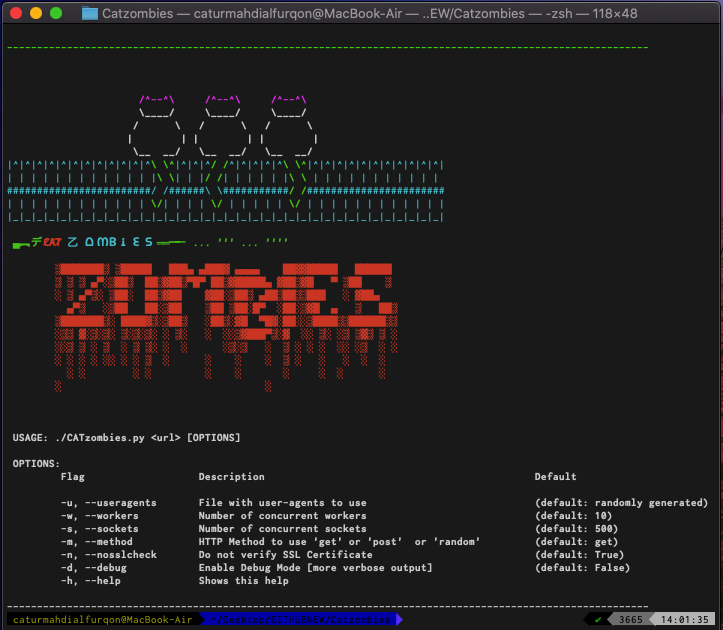 Catzombies — caturmahdialfurqon@MacBook-Air — ..EW/Catzombies — -zsh — 118×48
ZOMBIES
USAGE: ./CATzombies.py <url> [OPTIONS]
OPTIONS:
Flag Description Default
-u, --useragents File with user-agents to use (default: randomly generated)
-w, --workers Number of concurrent workers (default: 10)
-s, --sockets Number of concurrent sockets (default: 500)
-m, --method HTTP Method to use 'get' or 'post' or 'random' (default: get)
-n, --nosslcheck Do not verify SSL Certificate (default: True)
-d, --debug Enable Debug Mode [more verbose output] (default: False)
-h, --help Shows this help
caturmahdialfurqon@MacBook-Air ~/Desktop/GITHUBNEW/Catzombies ✔ 3665 14:01:35